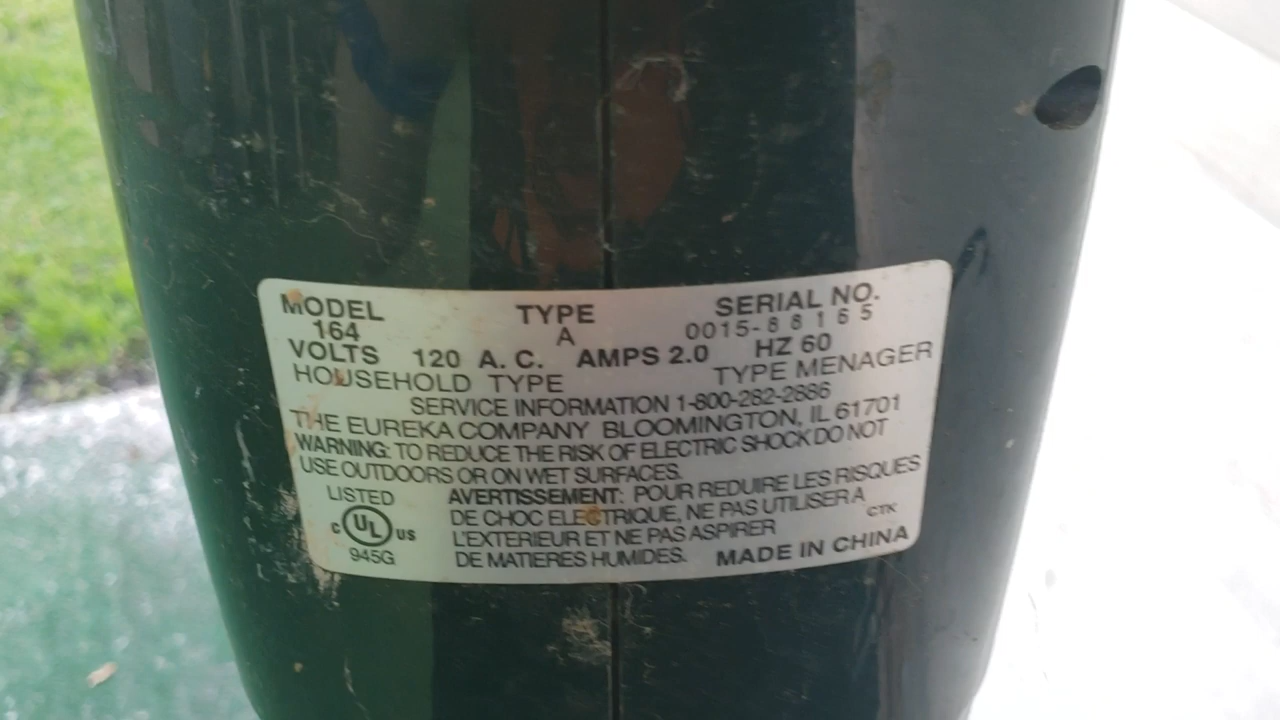 MODEL TYPE SERIAL NO.
164 A 0015-88165
VOLTS 120 A. C. AMPS 2.0 HZ 60
HOUSEHOLD TYPE TYPE MENAGER
SERVICE INFORMATION 1-800-282-2886
THE EUREKA COMPANY BLOOMINGTON, IL 61701
WARNING: TO REDUCE THE RISK OF ELECTRIC SHOCK DO NOT
USE OUTDOORS OR ON WET SURFACES.
LISTED
C UL US
945G
AVERTISSEMENT: POUR REDUIRE LES RISQUES
DE CHOC ELECTRIQUE, NE PAS UTILISER A
L'EXTERIEUR ET NE PAS ASPIRER
DE MATIERES HUMIDES.
CTK
MADE IN CHINA